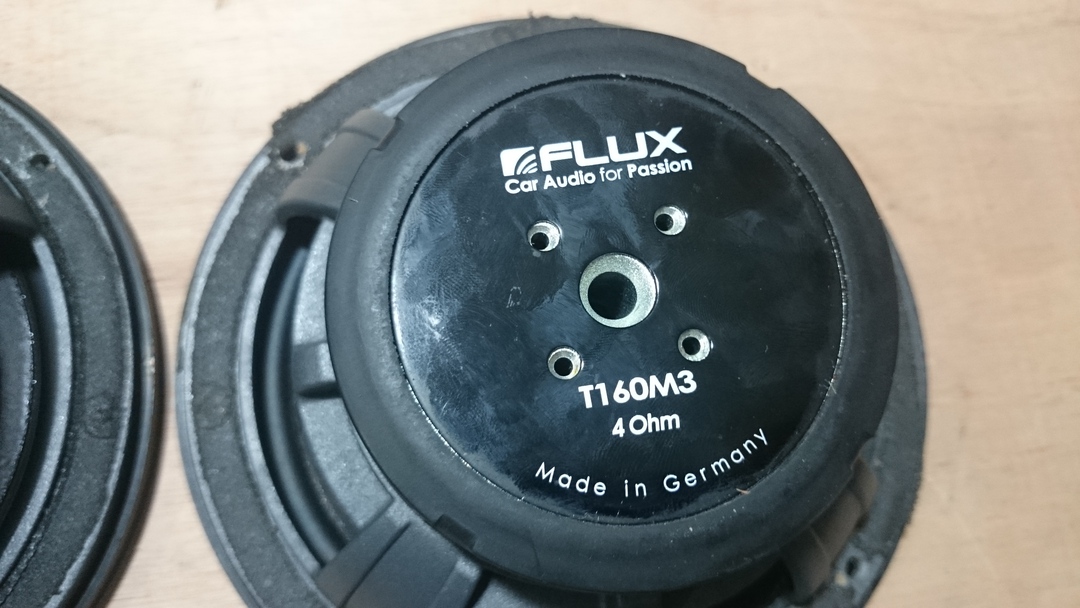 FLUX
Car Audio for Passion
T160M3
4 Ohm
Made in Germany